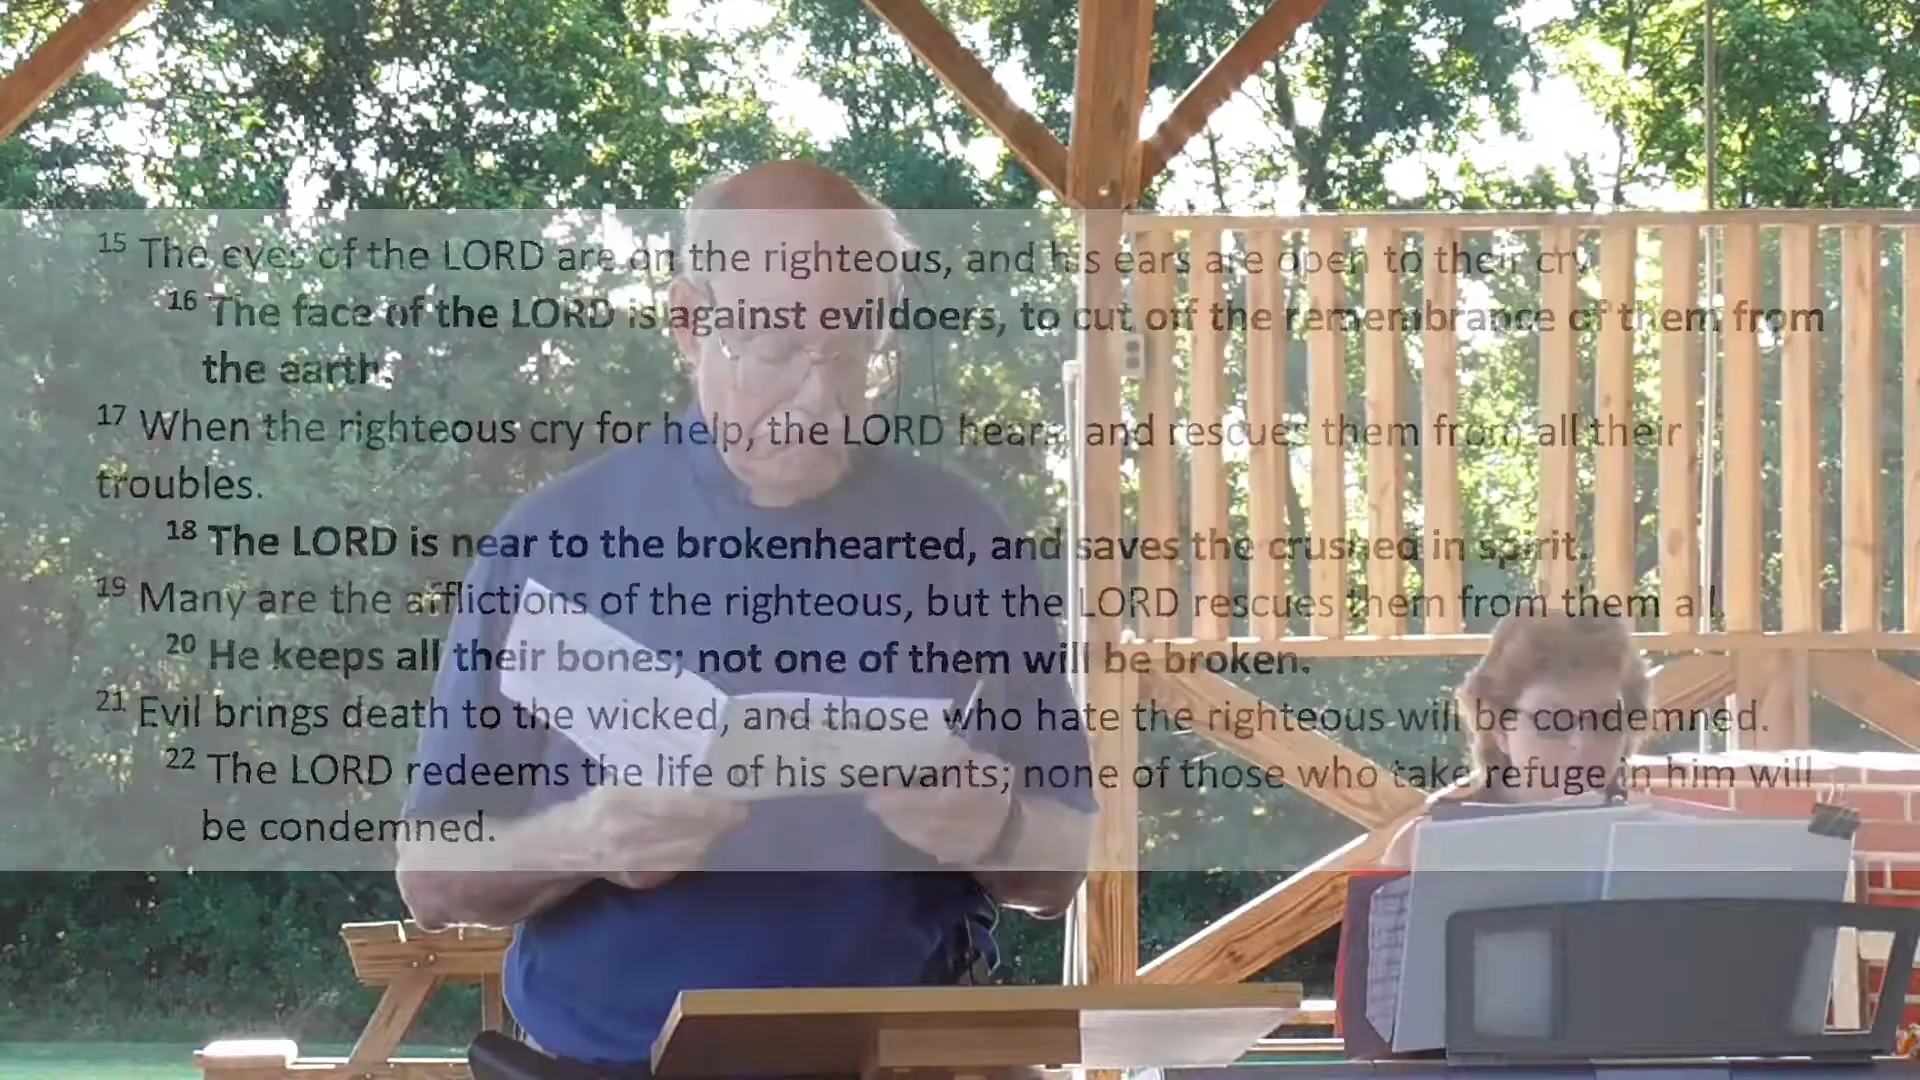 15 The eyes of the LORD are on the righteous, and his ears are open to their cry.
16 The face of the LORD is against evildoers, to cut off the remembrance of them from
the earth.
17 When the righteous cry for help, the LORD hears, and rescues them from all their
troubles.
18 The LORD is near to the brokenhearted, and saves the crushed in spirit.
19 Many are the afflictions of the righteous, but the LORD rescues them from them all.
20 He keeps all their bones; not one of them will be broken.
21 Evil brings death to the wicked, and those who hate the righteous will be condemned.
22 The LORD redeems the life of his servants; none of those who take refuge in him will
be condemned.